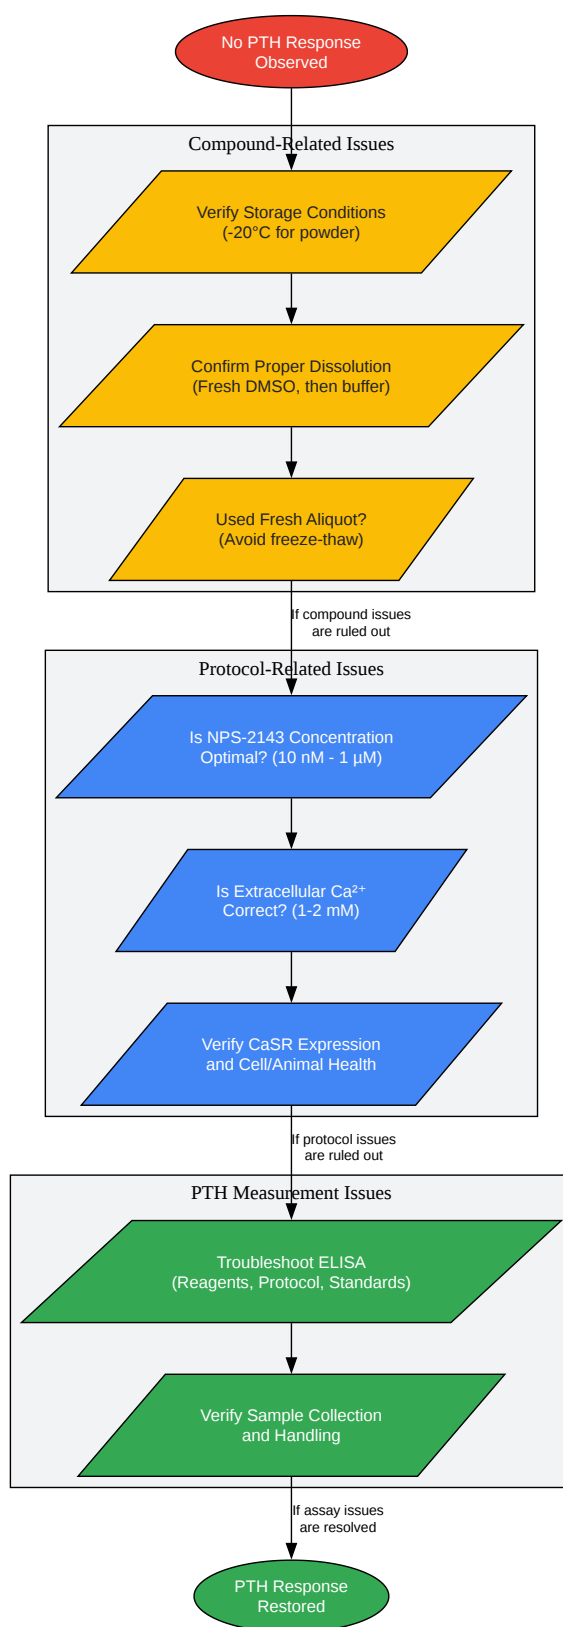 No PTH Response
Observed
Compound-Related Issues
Verify Storage Conditions
(-20°C for powder)
Confirm Proper Dissolution
(Fresh DMSO, then buffer)
Used Fresh Aliquot?
(Avoid freeze-thaw)
If compound issues
are ruled out
Protocol-Related Issues
Is NPS-2143 Concentration
Optimal? (10 nM - 1 µM)
Is Extracellular Ca²⁺
Correct? (1-2 mM)
Verify CaSR Expression
and Cell/Animal Health
If protocol issues
are ruled out
PTH Measurement Issues
Troubleshoot ELISA
(Reagents, Protocol, Standards)
Verify Sample Collection
and Handling
If assay issues
are resolved
PTH Response
Restored